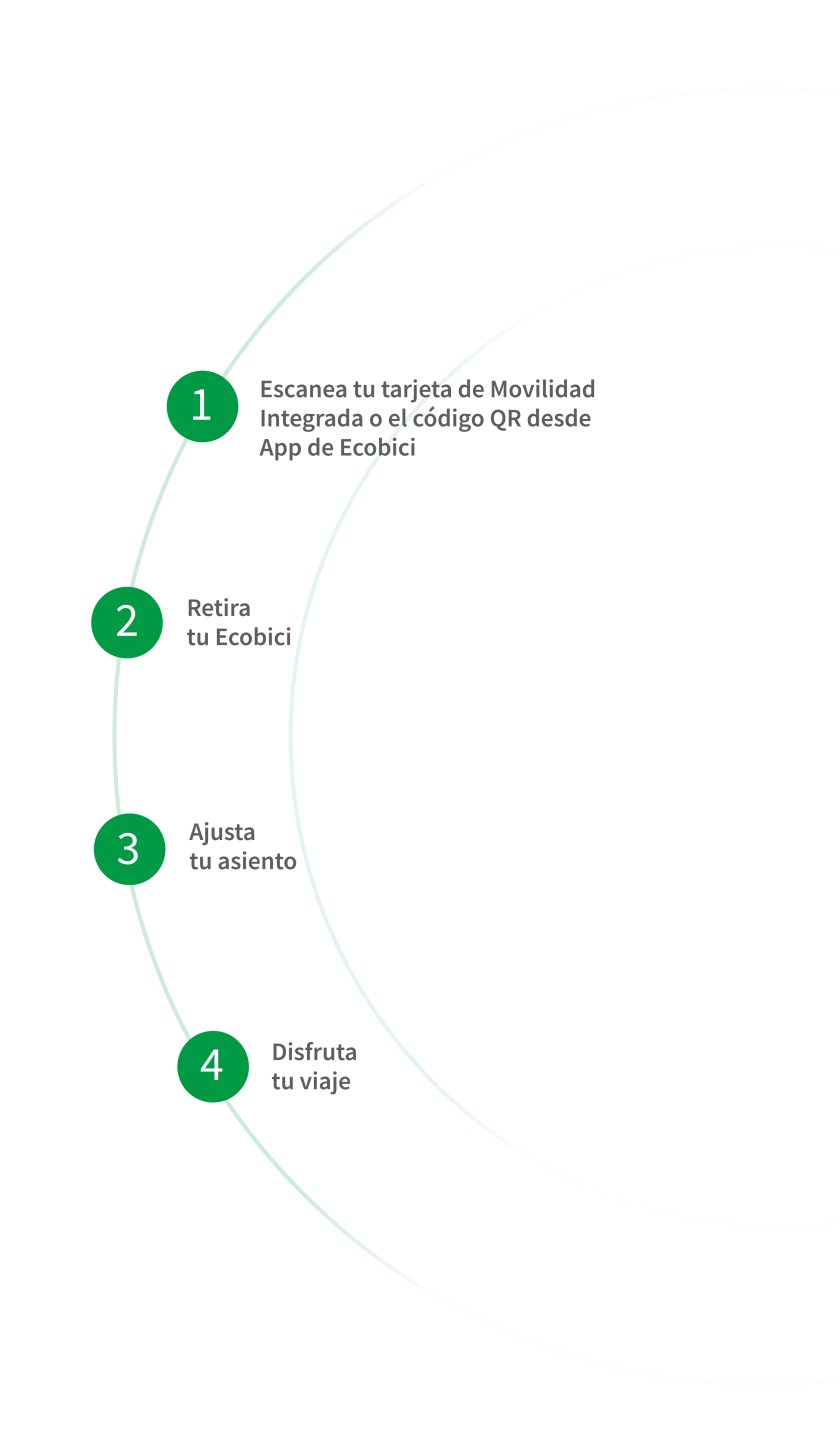 1
Escanea tu tarjeta de Movilidad
Integrada o el código QR desde
App de Ecobici
2
Retira
tu Ecobici
3
Ajusta
tu asiento
4
Disfruta
tu viaje